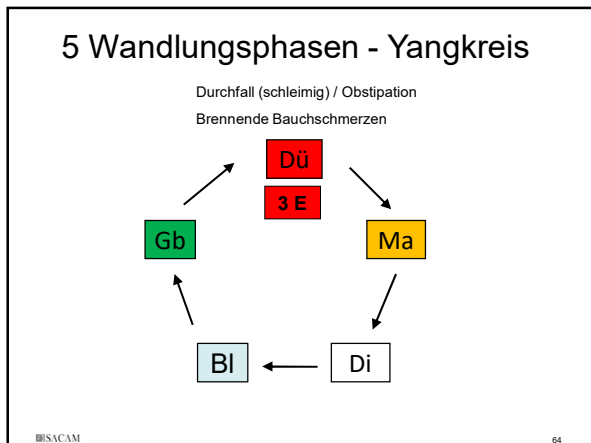 5 Wandlungsphasen - Yangkreis
Durchfall (schleimig) / Obstipation
Brennende Bauchschmerzen
Dü
3 E
Gb
Ma
Bl
Di
SACAM
64